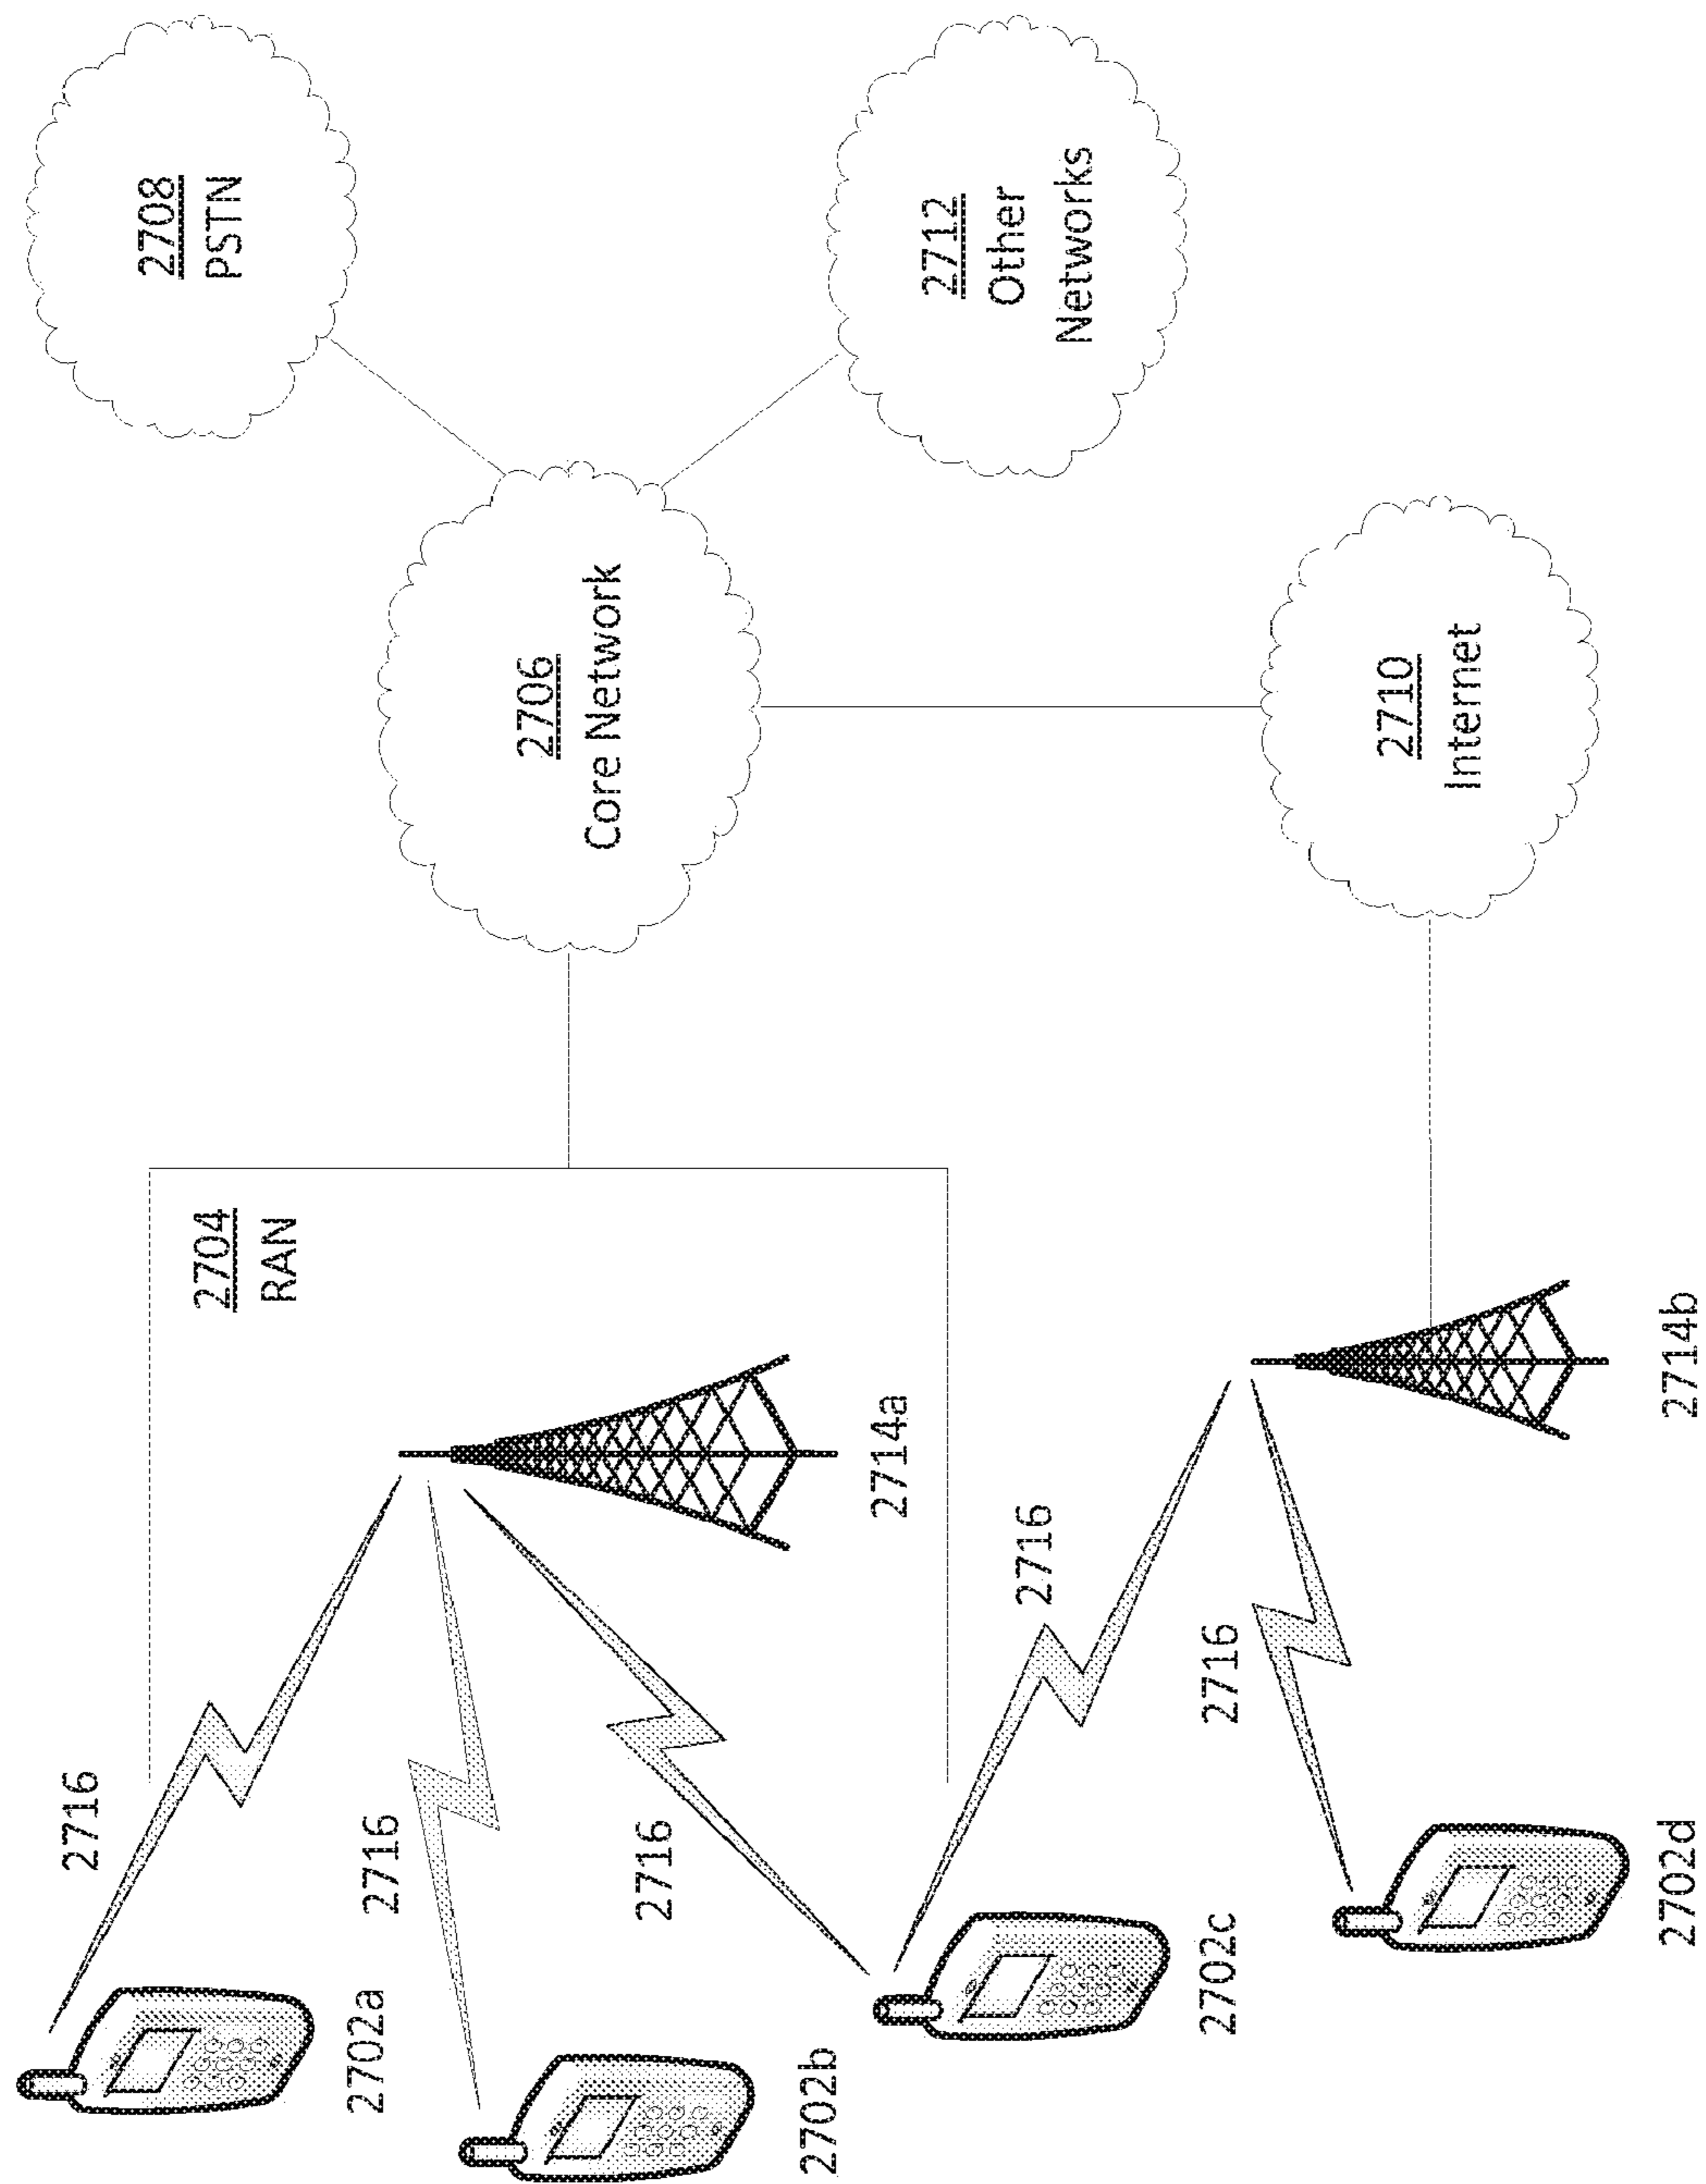 2702a
2716
2704
RAN
2708
PSTN
2702b
2716
2714a
2706
Core Network
2712
Other
Networks
2716
2702c
2716
2716
2710
Internet
2702d
2714b